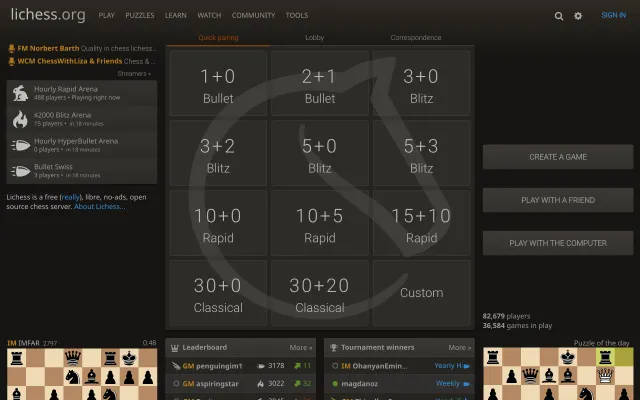 lichess.org PLAY PUZZLES LEARN WATCH COMMUNITY TOOLS SIGN IN
FM Norbert Barth Quality in chess lichess...
WCM ChessWithLiza & Friends Chess & ...
Streamers »
Hourly Rapid Arena
488 players • Playing right now
≤2000 Blitz Arena
15 players • in 18 minutes
Hourly HyperBullet Arena
0 players • in 18 minutes
Bullet Swiss
3 players • in 18 minutes
Lichess is a free (really), libre, no-ads, open
source chess server. About Lichess...
Quick pairing Lobby Correspondence
1+0 2+1 3+0
Bullet Bullet Blitz
3+2 5+0 5+3
Blitz Blitz Blitz
10+0 10+5 15+10
Rapid Rapid Rapid
30+0 30+20 Custom
Classical Classical
CREATE A GAME
PLAY WITH A FRIEND
PLAY WITH THE COMPUTER
82,679 players
36,584 games in play
IM IMFAR 2797 0:48
Leaderboard More »
GM penguingim1 3178 11
GM aspiringstar 3022 32
Tournament winners More »
IM OhanyanEmin... Yearly H
magdanoz Weekly
Puzzle of the day